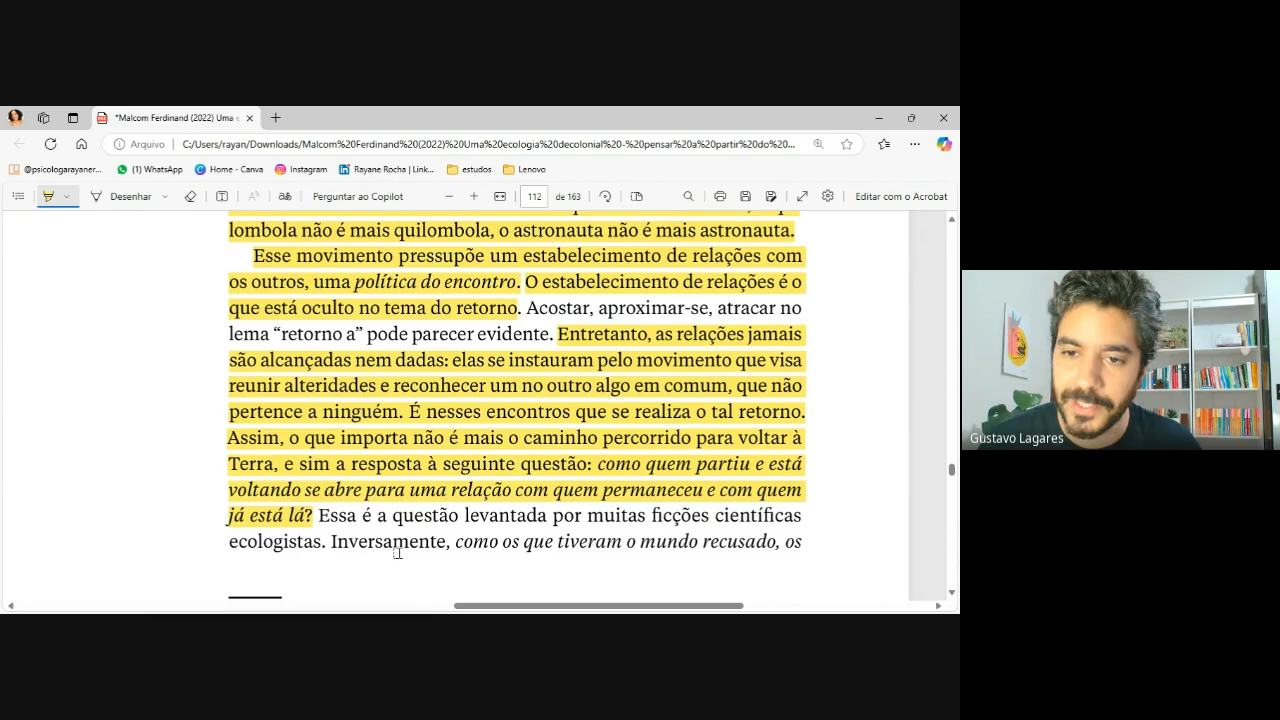 *Malcom Ferdinand (2022) Uma e
Arquivo
C:/Users/rayan/Downloads/Malcom%20Ferdinand%20(2022)%20Uma%20ecologia%20decolonial%20-%20pensar%20a%20partir%20do%20...
@psicologarayaner...
(1) WhatsApp
Home - Canva
Instagram
Rayane Rocha | Link...
estudos
Lenovo
Desenhar
Perguntar ao Copilot
112
de 163
Editar com o Acrobat
lombola não é mais quilombola, o astronauta não é mais astronauta.
Esse movimento pressupõe um estabelecimento de relações com
os outros, uma política do encontro. O estabelecimento de relações é o
que está oculto no tema do retorno. Acostar, aproximar-se, atracar no
lema “retorno a” pode parecer evidente. Entretanto, as relações jamais
são alcançadas nem dadas: elas se instauram pelo movimento que visa
reunir alteridades e reconhecer um no outro algo em comum, que não
pertence a ninguém. É nesses encontros que se realiza o tal retorno.
Assim, o que importa não é mais o caminho percorrido para voltar à
Terra, e sim a resposta à seguinte questão: como quem partiu e está
voltando se abre para uma relação com quem permaneceu e com quem
já está lá? Essa é a questão levantada por muitas ficções científicas
ecologistas. Inversamente, como os que tiveram o mundo recusado, os
Gustavo Lagares